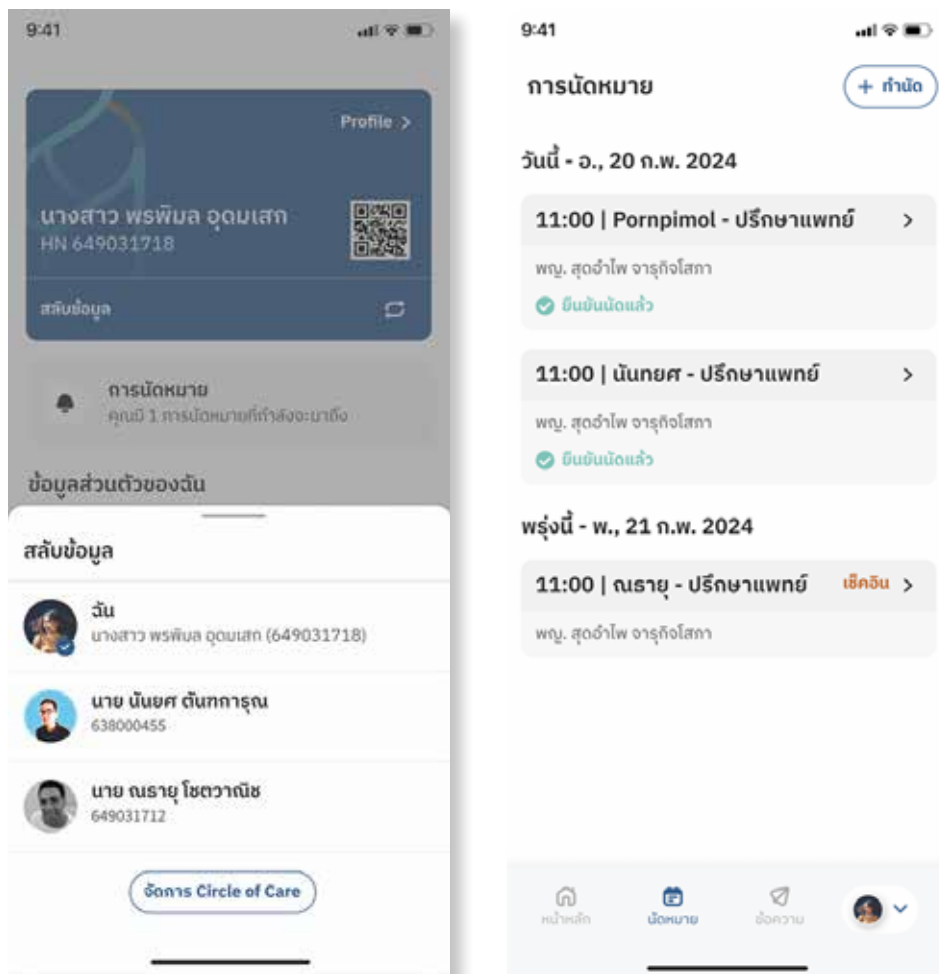 9:41
Profile >
นางสาว พรพิมล อุดมเสก
HN 649031718
สลับข้อมูล
การนัดหมาย
คุณมี 1 การนัดหมายที่กำลังจะมาถึง
ข้อมูลส่วนตัวของฉัน
สลับข้อมูล
ฉัน
นางสาว พรพิมล อุดมเสก (649031718)
นาย นันยศ ตันฑการุณ
638000455
นาย ณธายุ โชตวาณิช
649031712
จัดการ Circle of Care
9:41
การนัดหมาย
+ ทำนัด
วันนี้ - อ., 20 ก.พ. 2024
11:00 | Pornpimol - ปรึกษาแพทย์ >
พญ. สุดอำไพ จารุกิจโสภา
ยืนยันนัดแล้ว
11:00 | นันทยศ - ปรึกษาแพทย์ >
พญ. สุดอำไพ จารุกิจโสภา
ยืนยันนัดแล้ว
พรุ่งนี้ - พ., 21 ก.พ. 2024
11:00 | ณธายุ - ปรึกษาแพทย์ เช็คอิน >
พญ. สุดอำไพ จารุกิจโสภา
หน้าหลัก นัดหมาย ข้อความ